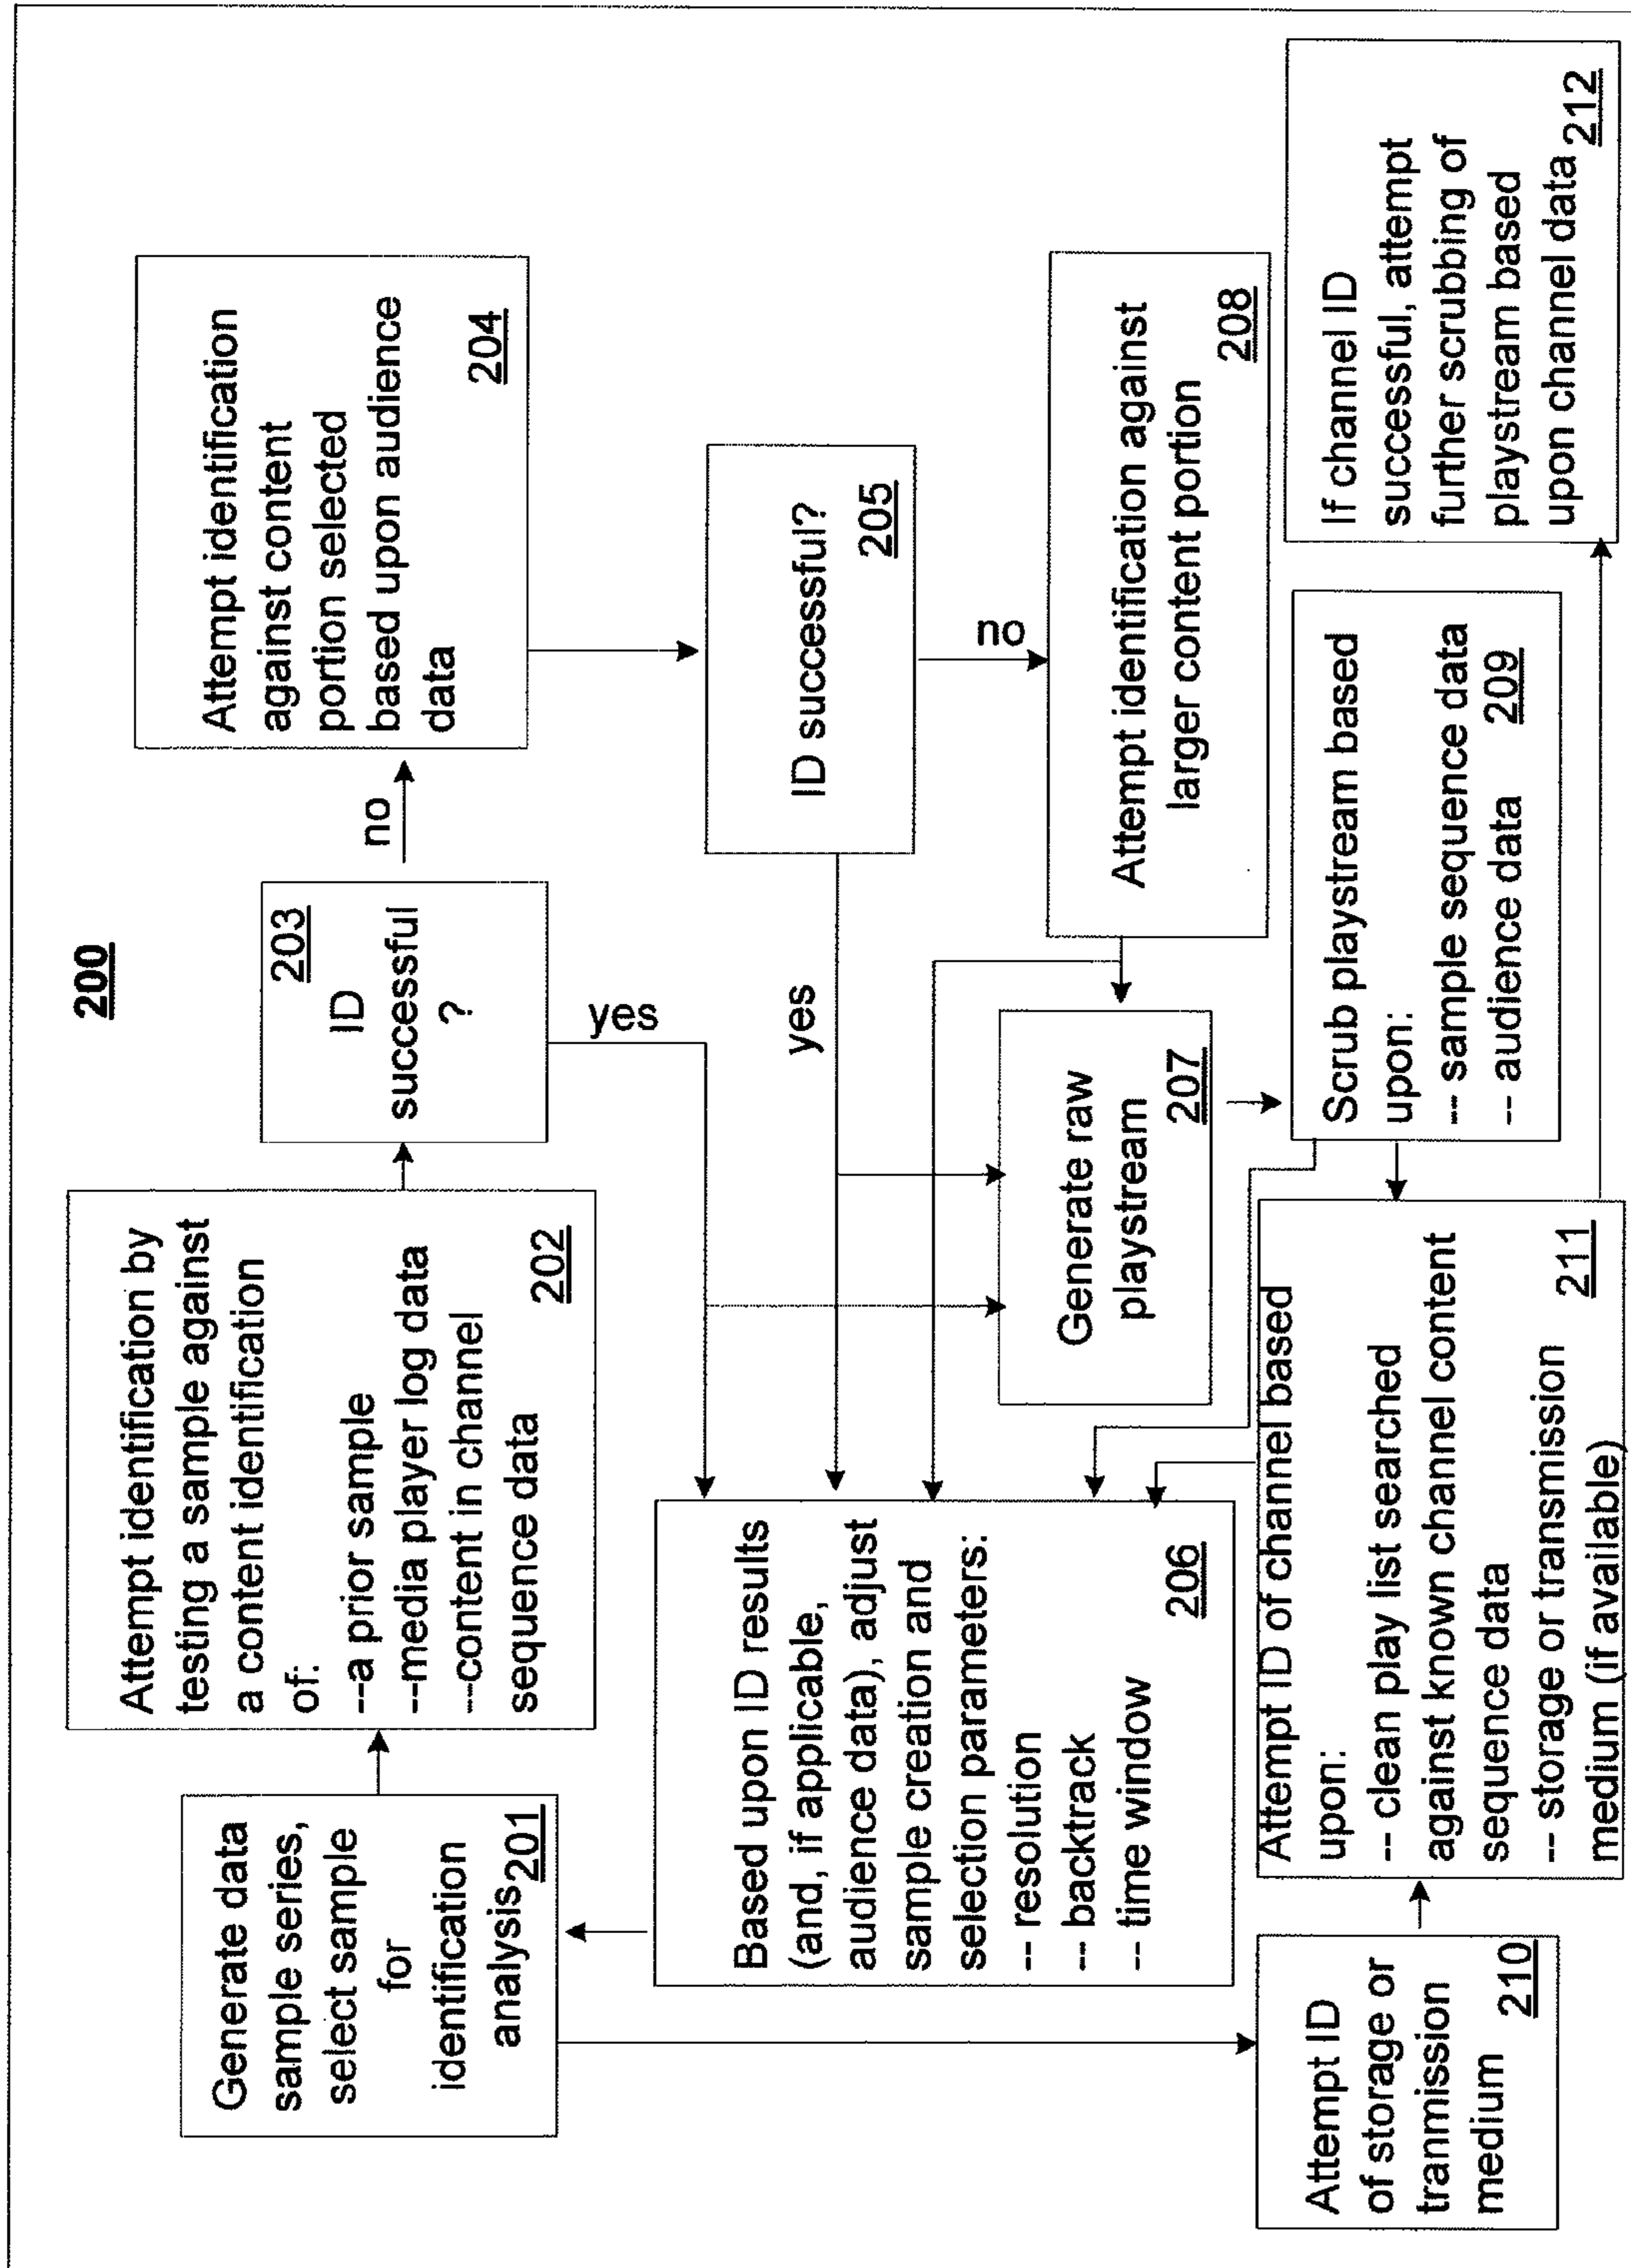 200
Generate data
sample series,
select sample
for
identification
analysis 201
Attempt identification by
testing a sample against
a content identification
of:
--a prior sample
--media player log data
--content in channel
sequence data
202
203
ID
successful
?
no
yes
Attempt identification
against content
portion selected
based upon audience
data
204
ID successful?
205
yes
no
Based upon ID results
(and, if applicable,
audience data), adjust
sample creation and
selection parameters:
-- resolution
-- backtrack
-- time window
206
Generate raw
playstream
207
Attempt identification against
larger content portion
208
Scrub playstream based
upon:
-- sample sequence data
-- audience data
209
Attempt ID
of storage or
tranmission
medium
210
Attempt ID of channel based
upon:
-- clean play list searched
against known channel content
sequence data
-- storage or transmission
medium (if available)
211
If channel ID
successful, attempt
further scrubbing of
playstream based
upon channel data
212